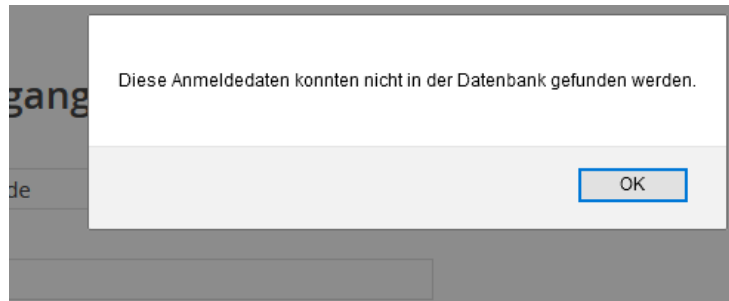 Diese Anmeldedaten konnten nicht in der Datenbank gefunden werden.
gang
de
OK